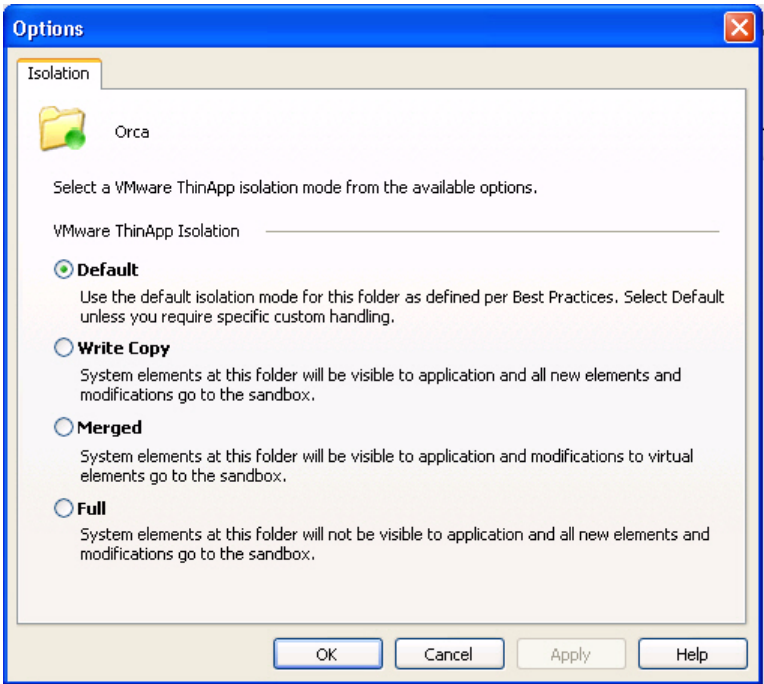 Options
Isolation
Orca
Select a VMware ThinApp isolation mode from the available options.
VMware ThinApp Isolation
Default
Use the default isolation mode for this folder as defined per Best Practices. Select Default
unless you require specific custom handling.
Write Copy
System elements at this folder will be visible to application and all new elements and
modifications go to the sandbox.
Merged
System elements at this folder will be visible to application and modifications to virtual
elements go to the sandbox.
Full
System elements at this folder will not be visible to application and all new elements and
modifications go to the sandbox.
OK Cancel Apply Help